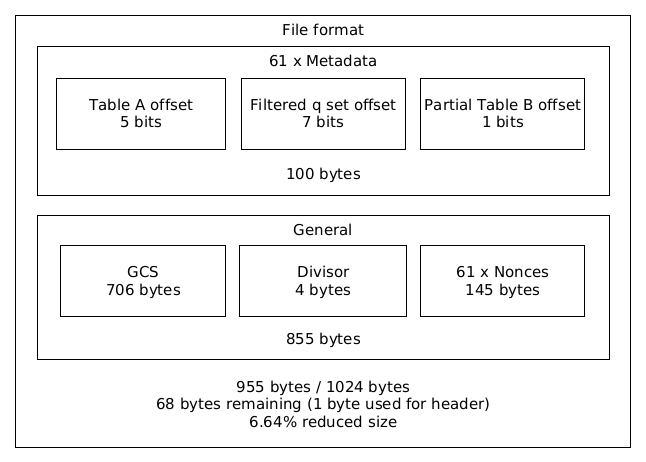 File format
61 x Metadata
Table A offset
5 bits
Filtered q set offset
7 bits
Partial Table B offset
1 bits
100 bytes
General
GCS
706 bytes
Divisor
4 bytes
61 x Nonces
145 bytes
855 bytes
955 bytes / 1024 bytes
68 bytes remaining (1 byte used for header)
6.64% reduced size